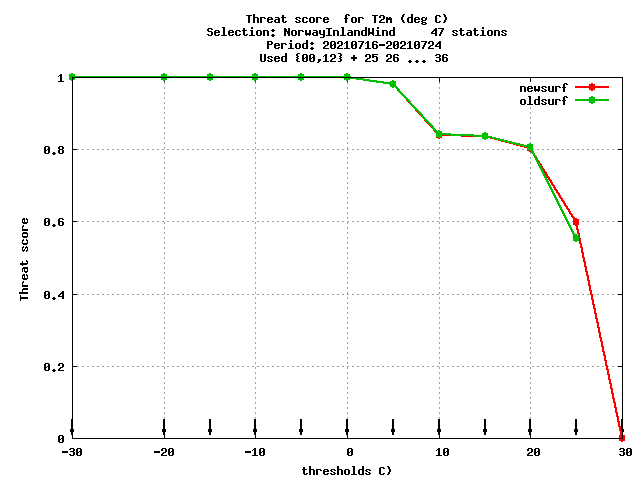 Threat score  for T2m (deg C)
Selection: NorwayInlandWind     47 stations
Period: 20210716-20210724
Used {00,12} + 25 26 ... 36
newsurf
oldsurf
1
0.8
0.6
0.4
0.2
0
Threat score
-30
-20
-10
0
10
20
30
thresholds C)